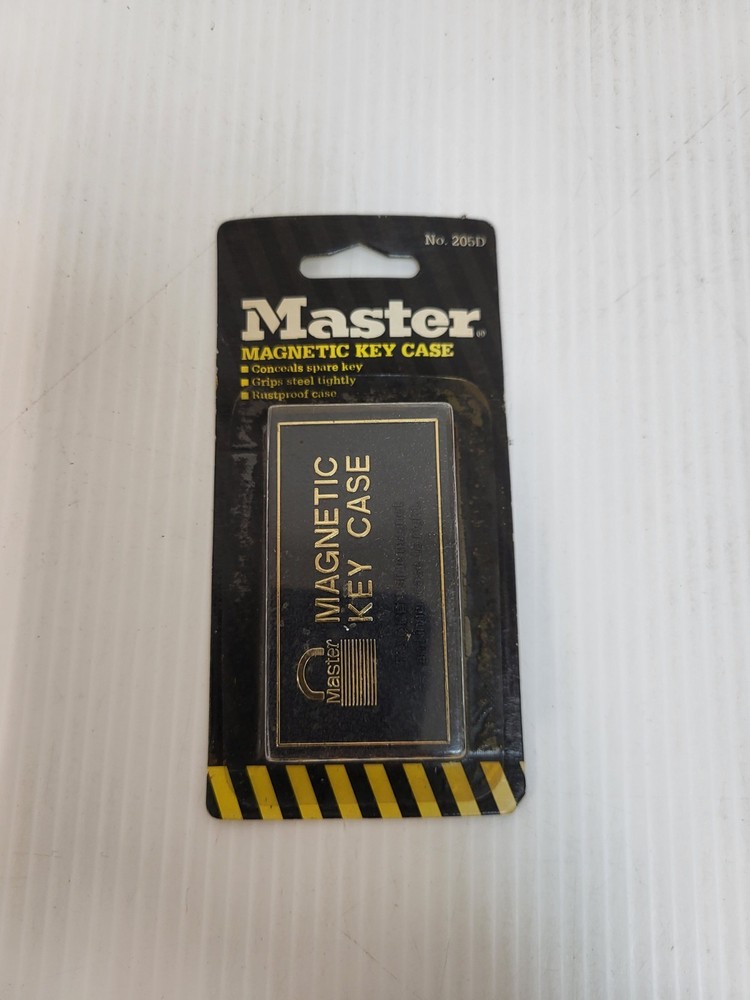 No. 205D
Master®
MAGNETIC KEY CASE
■ Conceals spare key
■ Grips steel tightly
■ Rustproof case
MAGNETIC
KEY CASE
Master